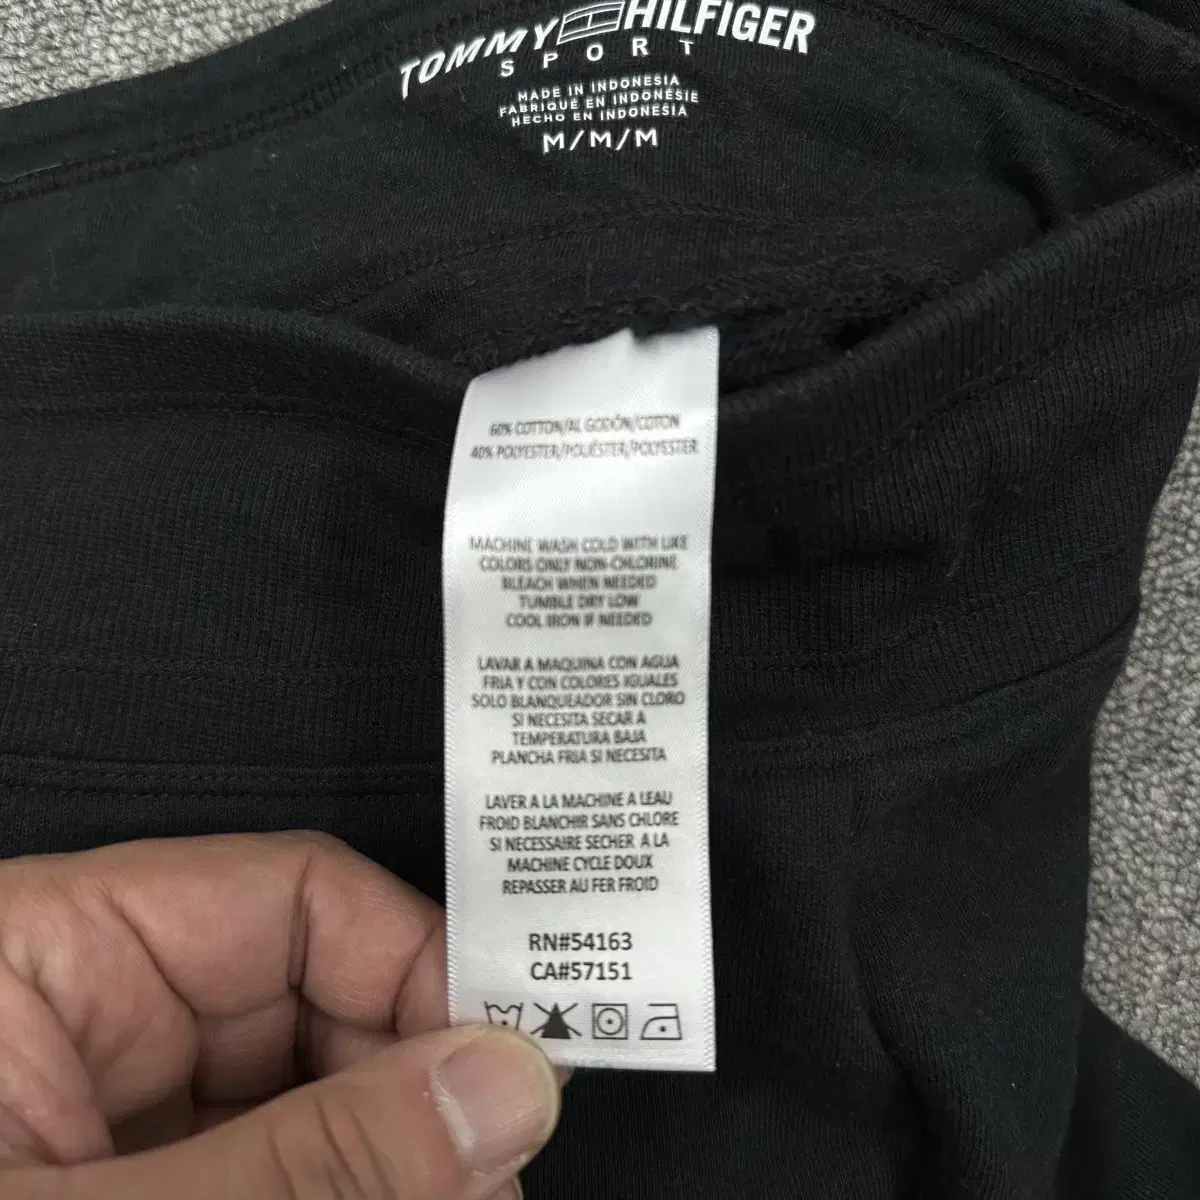 TOMMY HILFIGER
SPORT
MADE IN INDONESIA
FABRIQUÉ EN INDONÉSIE
HECHO EN INDONESIA
M/M/M
60% COTTON/AL GODÓN/COTON
40% POLYESTER/POLIÉSTER/POLYESTER
MACHINE WASH COLD WITH LIKE
COLORS ONLY NON-CHLORINE
BLEACH WHEN NEEDED
TUMBLE DRY LOW
COOL IRON IF NEEDED
LAVAR A MAQUINA CON AGUA
FRIA Y CON COLORES IGUALES
SOLO BLANQUEADOR SIN CLORO
SI NECESITA SECAR A
TEMPERATURA BAJA
PLANCHA FRIA SI NECESITA
LAVER A LA MACHINE A LEAU
FROID BLANCHIR SANS CHLORE
SI NECESSAIRE SECHER A LA
MACHINE CYCLE DOUX
REPASSER AU FER FROID
RN#54163
CA#57151